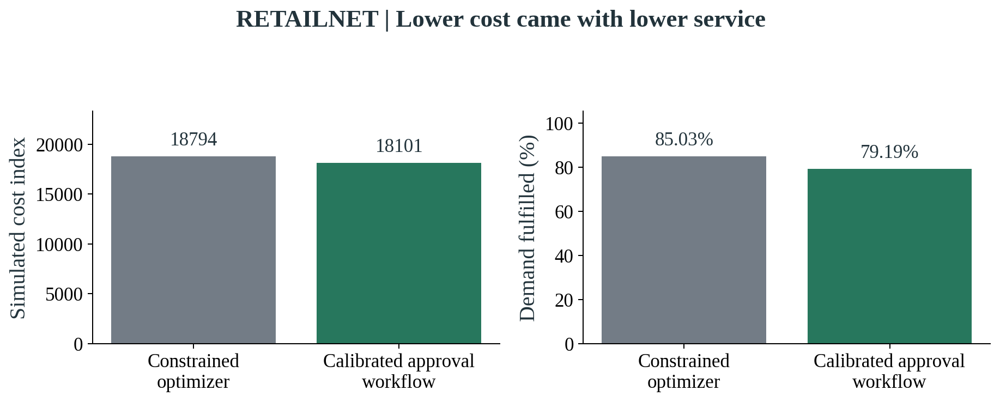 RETAILNET | Lower cost came with lower service
Simulated cost index
20000
15000
10000
5000
0
18794
18101
Constrained
optimizer
Calibrated approval
workflow
Demand fulfilled (%)
100
80
60
40
20
0
85.03%
79.19%
Constrained
optimizer
Calibrated approval
workflow